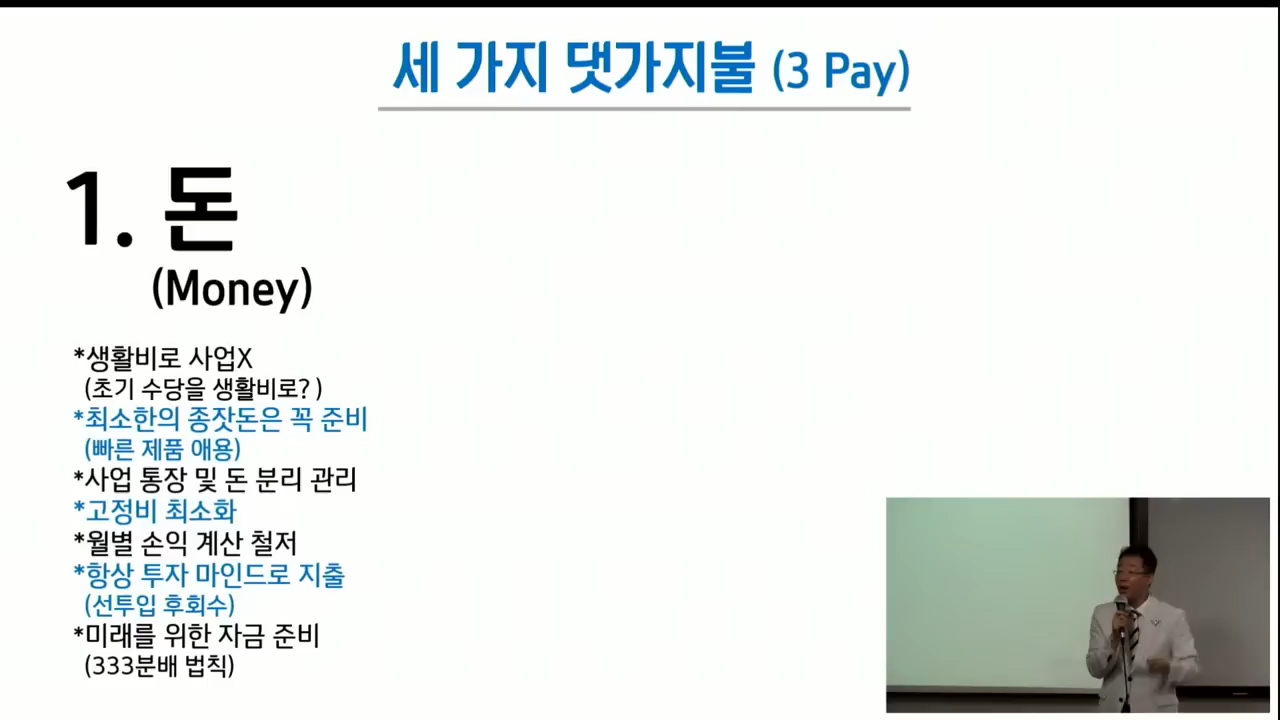 세 가지 댓가지불 (3 Pay)
1. 돈
(Money)
*생활비로 사업X
(초기 수당을 생활비로? )
*최소한의 종잣돈은 꼭 준비
(빠른 제품 애용)
*사업 통장 및 돈 분리 관리
*고정비 최소화
*월별 손익 계산 철저
*항상 투자 마인드로 지출
(선투입 후회수)
*미래를 위한 자금 준비
(333분배 법칙)